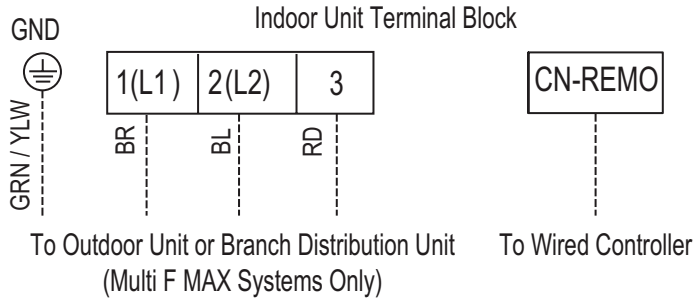 Indoor Unit Terminal Block
GND
1(L1) 2(L2) 3
CN-REMO
GRN / YLW
BR
BL
RD
To Outdoor Unit or Branch Distribution Unit
(Multi F MAX Systems Only)
To Wired Controller